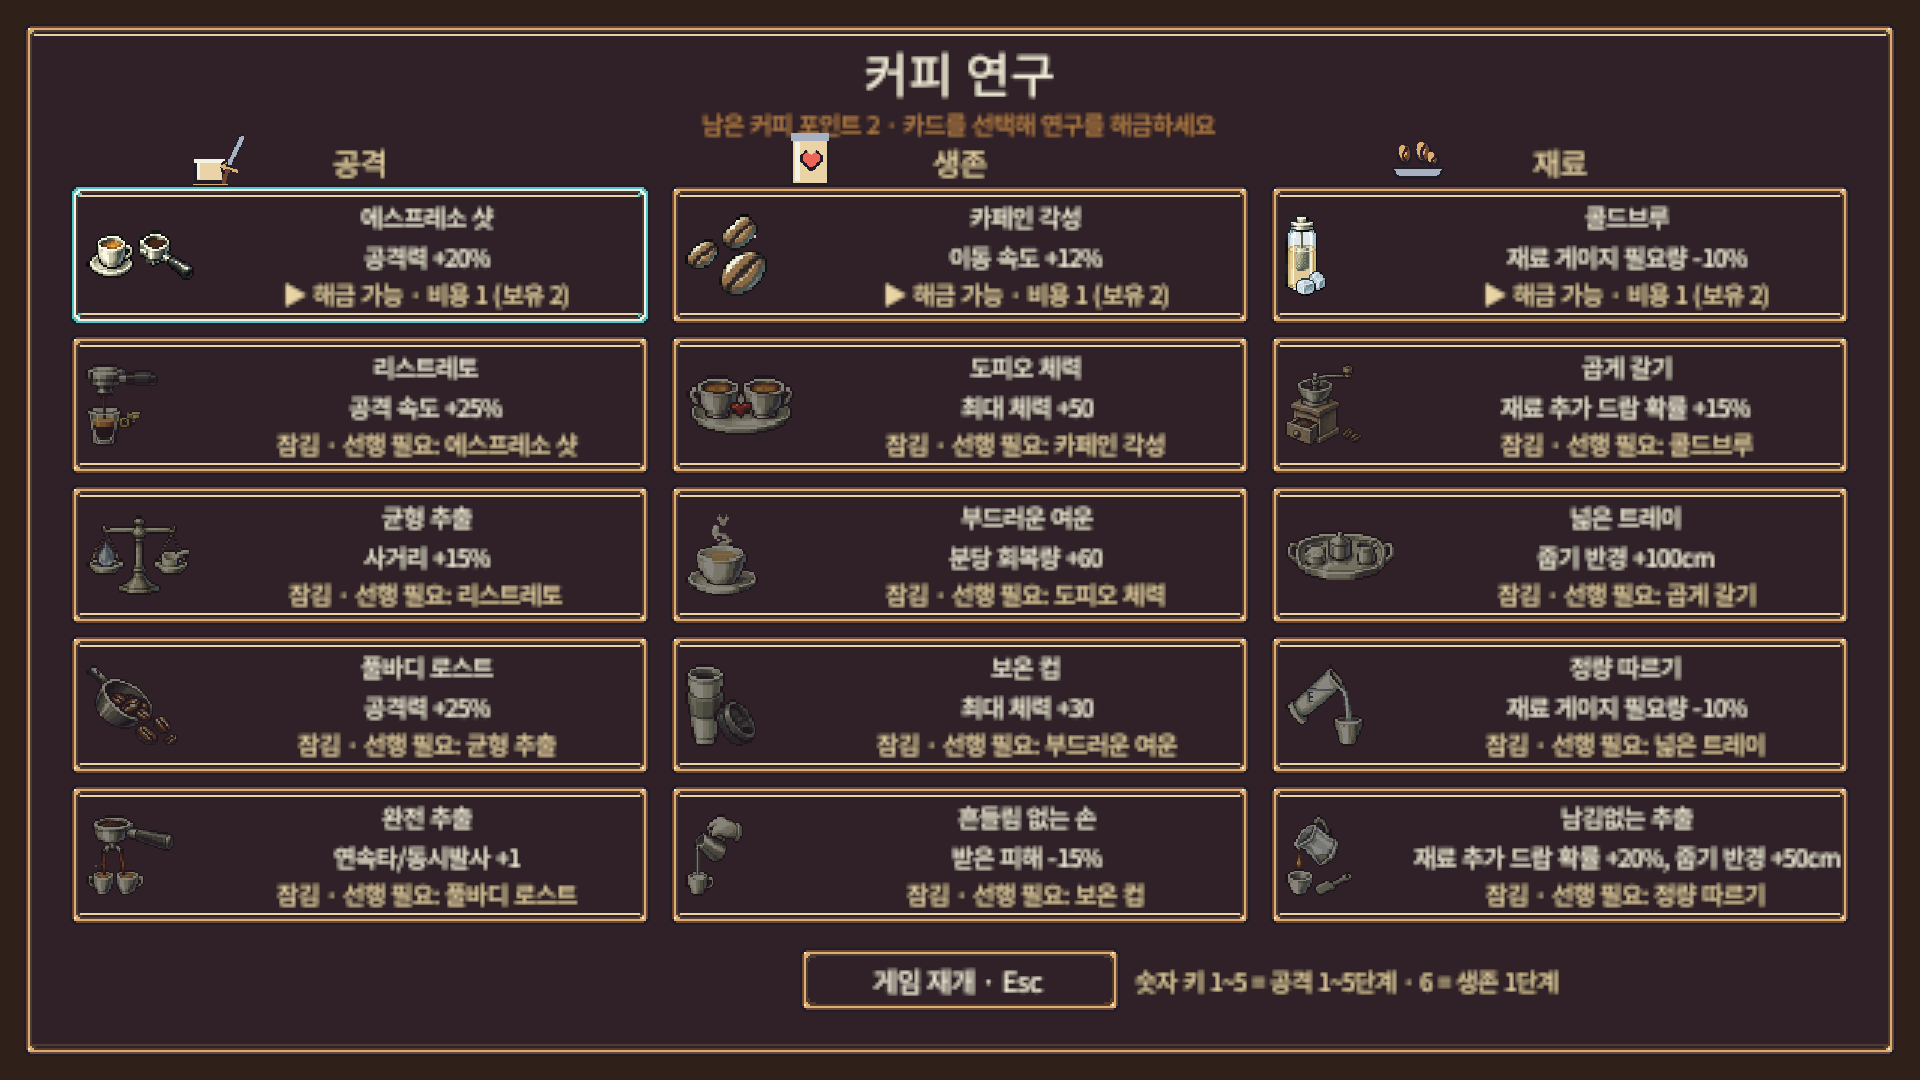 커피 연구
남은 커피 포인트 2 · 카드를 선택해 연구를 해금하세요
공격
생존
재료
에스프레소 샷
공격력 +20%
▶ 해금 가능 · 비용 1 (보유 2)
카페인 각성
이동 속도 +12%
▶ 해금 가능 · 비용 1 (보유 2)
콜드브루
재료 게이지 필요량 -10%
▶ 해금 가능 · 비용 1 (보유 2)
리스트레토
공격 속도 +25%
잠김 · 선행 필요: 에스프레소 샷
도피오 체력
최대 체력 +50
잠김 · 선행 필요: 카페인 각성
곱게 갈기
재료 추가 드랍 확률 +15%
잠김 · 선행 필요: 콜드브루
균형 추출
사거리 +15%
잠김 · 선행 필요: 리스트레토
부드러운 여운
분당 회복량 +60
잠김 · 선행 필요: 도피오 체력
넓은 트레이
줍기 반경 +100cm
잠김 · 선행 필요: 곱게 갈기
풀바디 로스트
공격력 +25%
잠김 · 선행 필요: 균형 추출
보온 컵
최대 체력 +30
잠김 · 선행 필요: 부드러운 여운
정량 따르기
재료 게이지 필요량 -10%
잠김 · 선행 필요: 넓은 트레이
완전 추출
연속타/동시발사 +1
잠김 · 선행 필요: 풀바디 로스트
흔들림 없는 손
받은 피해 -15%
잠김 · 선행 필요: 보온 컵
남김없는 추출
재료 추가 드랍 확률 +20%, 줍기 반경 +50cm
잠김 · 선행 필요: 정량 따르기
게임 재개 · Esc
숫자 키 1~5 = 공격 1~5단계 · 6 = 생존 1단계